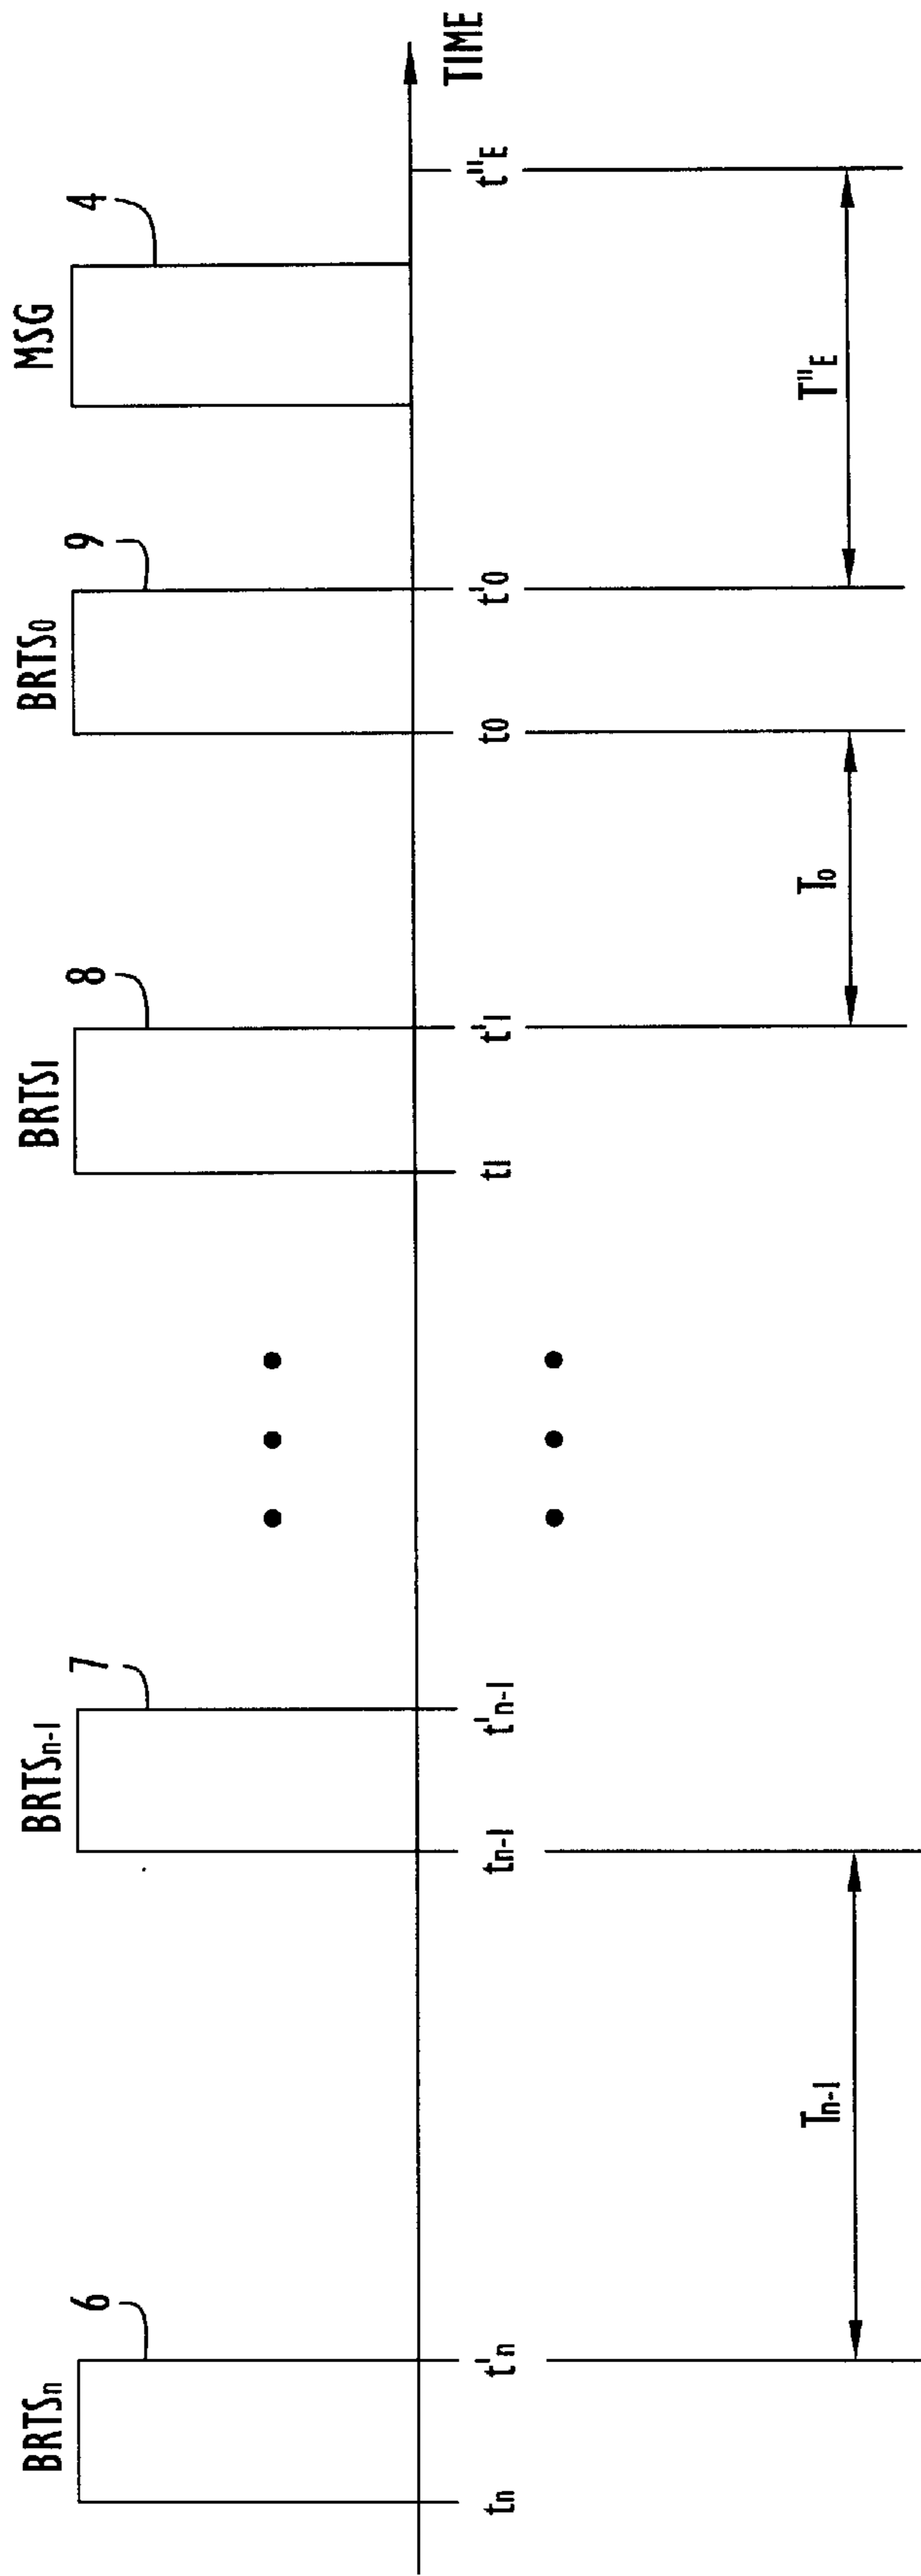 BRTSn BRTSn-1 BRTS1 BRTS0 MSG
6 7 8 9 4
TIME
tn t'n tn-1 t'n-1 t1 t'1 t0 t'0 t"E
Tn-1 T0 T"E